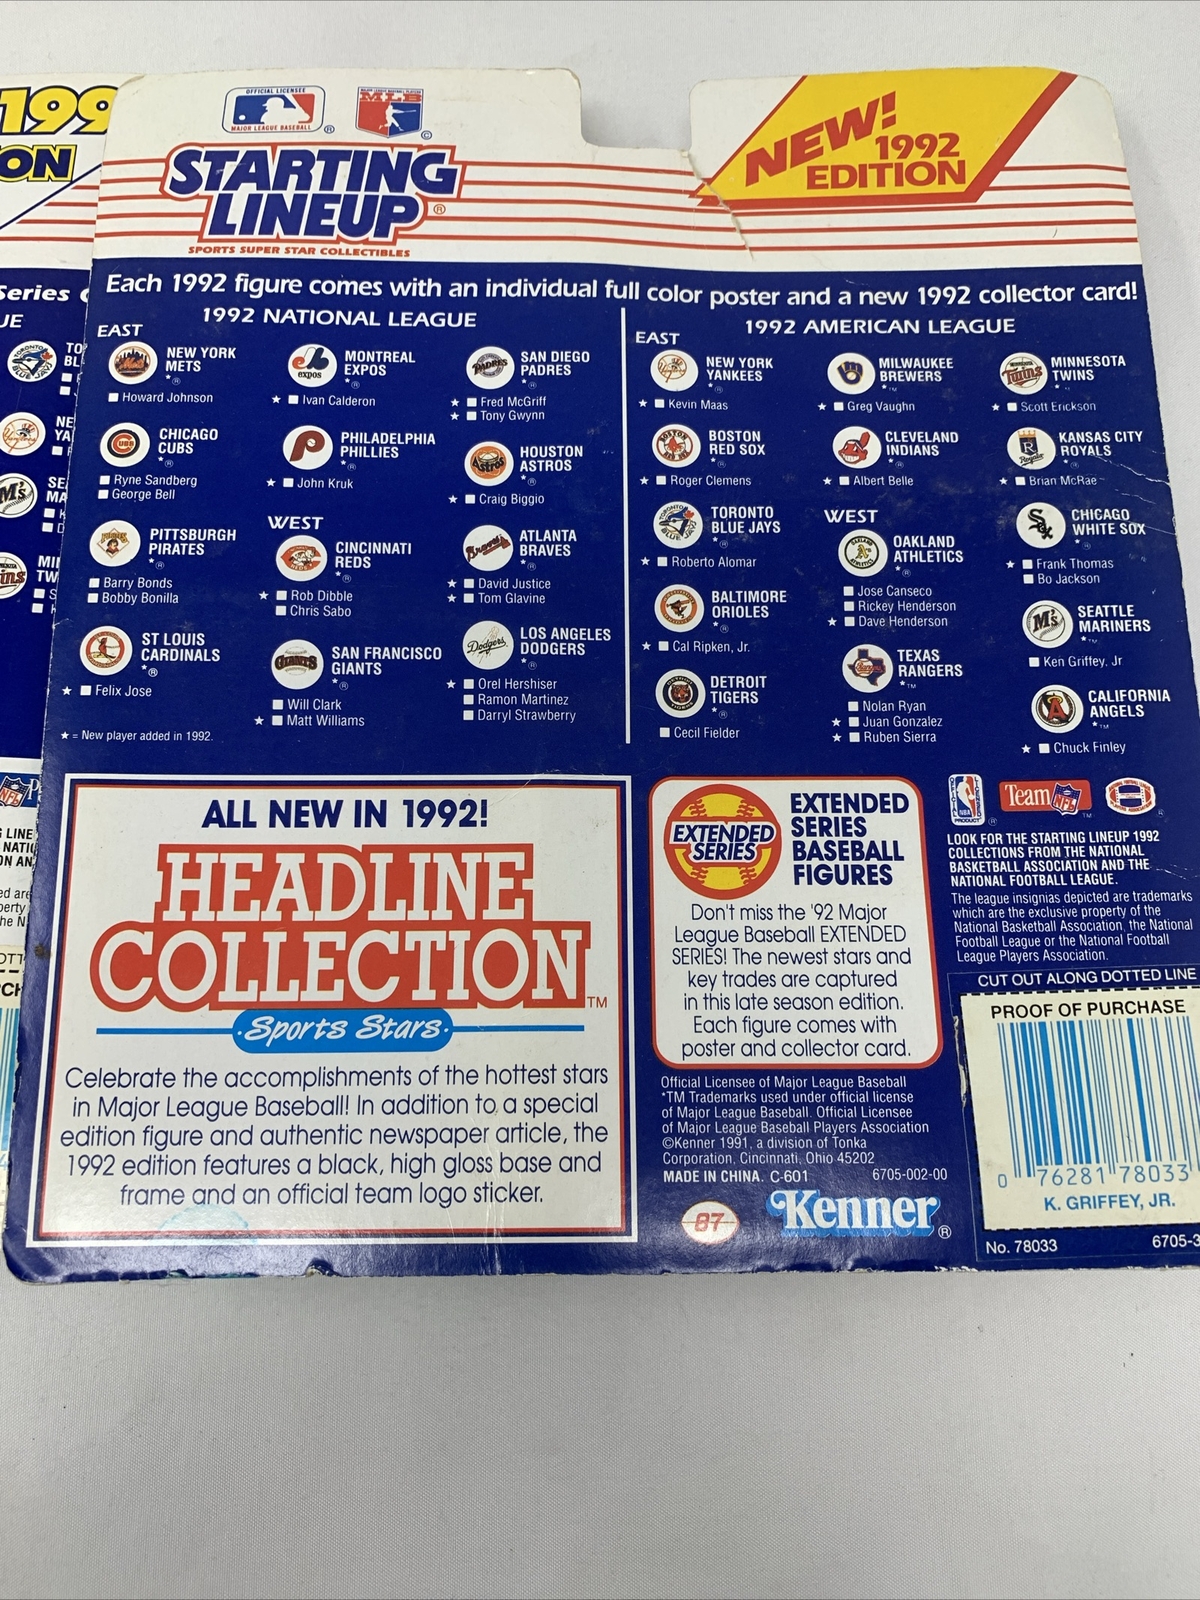 OFFICIAL LICENSEE
MAJOR LEAGUE BASEBALL
®
MLB
©
STARTING
LINEUP®
SPORTS SUPER STAR COLLECTIBLES
NEW!
1992
EDITION
Each 1992 figure comes with an individual full color poster and a new 1992 collector card!
1992 NATIONAL LEAGUE
EAST
NEW YORK
METS
*®
■ Howard Johnson
CHICAGO
CUBS
*®
■ Ryne Sandberg
■ George Bell
PITTSBURGH
PIRATES
*®
■ Barry Bonds
■ Bobby Bonilla
ST LOUIS
CARDINALS
*®
★ ■ Felix Jose
★ = New player added in 1992.
MONTREAL
EXPOS
*®
★ ■ Ivan Calderon
PHILADELPHIA
PHILLIES
*®
★ ■ John Kruk
WEST
CINCINNATI
REDS
*®
★ ■ Rob Dibble
■ Chris Sabo
SAN FRANCISCO
GIANTS
*®
■ Will Clark
★ ■ Matt Williams
SAN DIEGO
PADRES
*®
★ ■ Fred McGriff
★ ■ Tony Gwynn
HOUSTON
ASTROS
*®
★ ■ Craig Biggio
ATLANTA
BRAVES
*®
★ ■ David Justice
★ ■ Tom Glavine
LOS ANGELES
DODGERS
*®
★ ■ Orel Hershiser
■ Ramon Martinez
■ Darryl Strawberry
1992 AMERICAN LEAGUE
EAST
NEW YORK
YANKEES
*®
★ ■ Kevin Maas
BOSTON
RED SOX
*®
★ ■ Roger Clemens
TORONTO
BLUE JAYS
*®
★ ■ Roberto Alomar
BALTIMORE
ORIOLES
*®
★ ■ Cal Ripken, Jr.
DETROIT
TIGERS
*®
■ Cecil Fielder
MILWAUKEE
BREWERS
*™
★ ■ Greg Vaughn
CLEVELAND
INDIANS
*®
★ ■ Albert Belle
WEST
OAKLAND
ATHLETICS
*®
■ Jose Canseco
■ Rickey Henderson
★ ■ Dave Henderson
TEXAS
RANGERS
*™
■ Nolan Ryan
★ ■ Juan Gonzalez
★ ■ Ruben Sierra
MINNESOTA
TWINS
*™
★ ■ Scott Erickson
KANSAS CITY
ROYALS
*®
★ ■ Brian McRae
CHICAGO
WHITE SOX
*®
★ ■ Frank Thomas
■ Bo Jackson
SEATTLE
MARINERS
*™
■ Ken Griffey, Jr
CALIFORNIA
ANGELS
*™
★ ■ Chuck Finley
ALL NEW IN 1992!
HEADLINE
COLLECTION™
·Sports Stars·
Celebrate the accomplishments of the hottest stars
in Major League Baseball! In addition to a special
edition figure and authentic newspaper article, the
1992 edition features a black, high gloss base and
frame and an official team logo sticker.
EXTENDED
SERIES
EXTENDED
SERIES
BASEBALL
FIGURES
Don't miss the '92 Major
League Baseball EXTENDED
SERIES! The newest stars and
key trades are captured
in this late season edition.
Each figure comes with
poster and collector card.
Official Licensee of Major League Baseball
*TM Trademarks used under official license
of Major League Baseball. Official Licensee
of Major League Baseball Players Association
©Kenner 1991, a division of Tonka
Corporation, Cincinnati, Ohio 45202
MADE IN CHINA. C-601 6705-002-00
87
Kenner®
Team NFL™
LOOK FOR THE STARTING LINEUP 1992
COLLECTIONS FROM THE NATIONAL
BASKETBALL ASSOCIATION AND THE
NATIONAL FOOTBALL LEAGUE.
The league insignias depicted are trademarks
which are the exclusive property of the
National Basketball Association, the National
Football League or the National Football
League Players Association.
CUT OUT ALONG DOTTED LINE
PROOF OF PURCHASE
0 76281 78033
K. GRIFFEY, JR.
No. 78033 6705-3
199
ON
Series